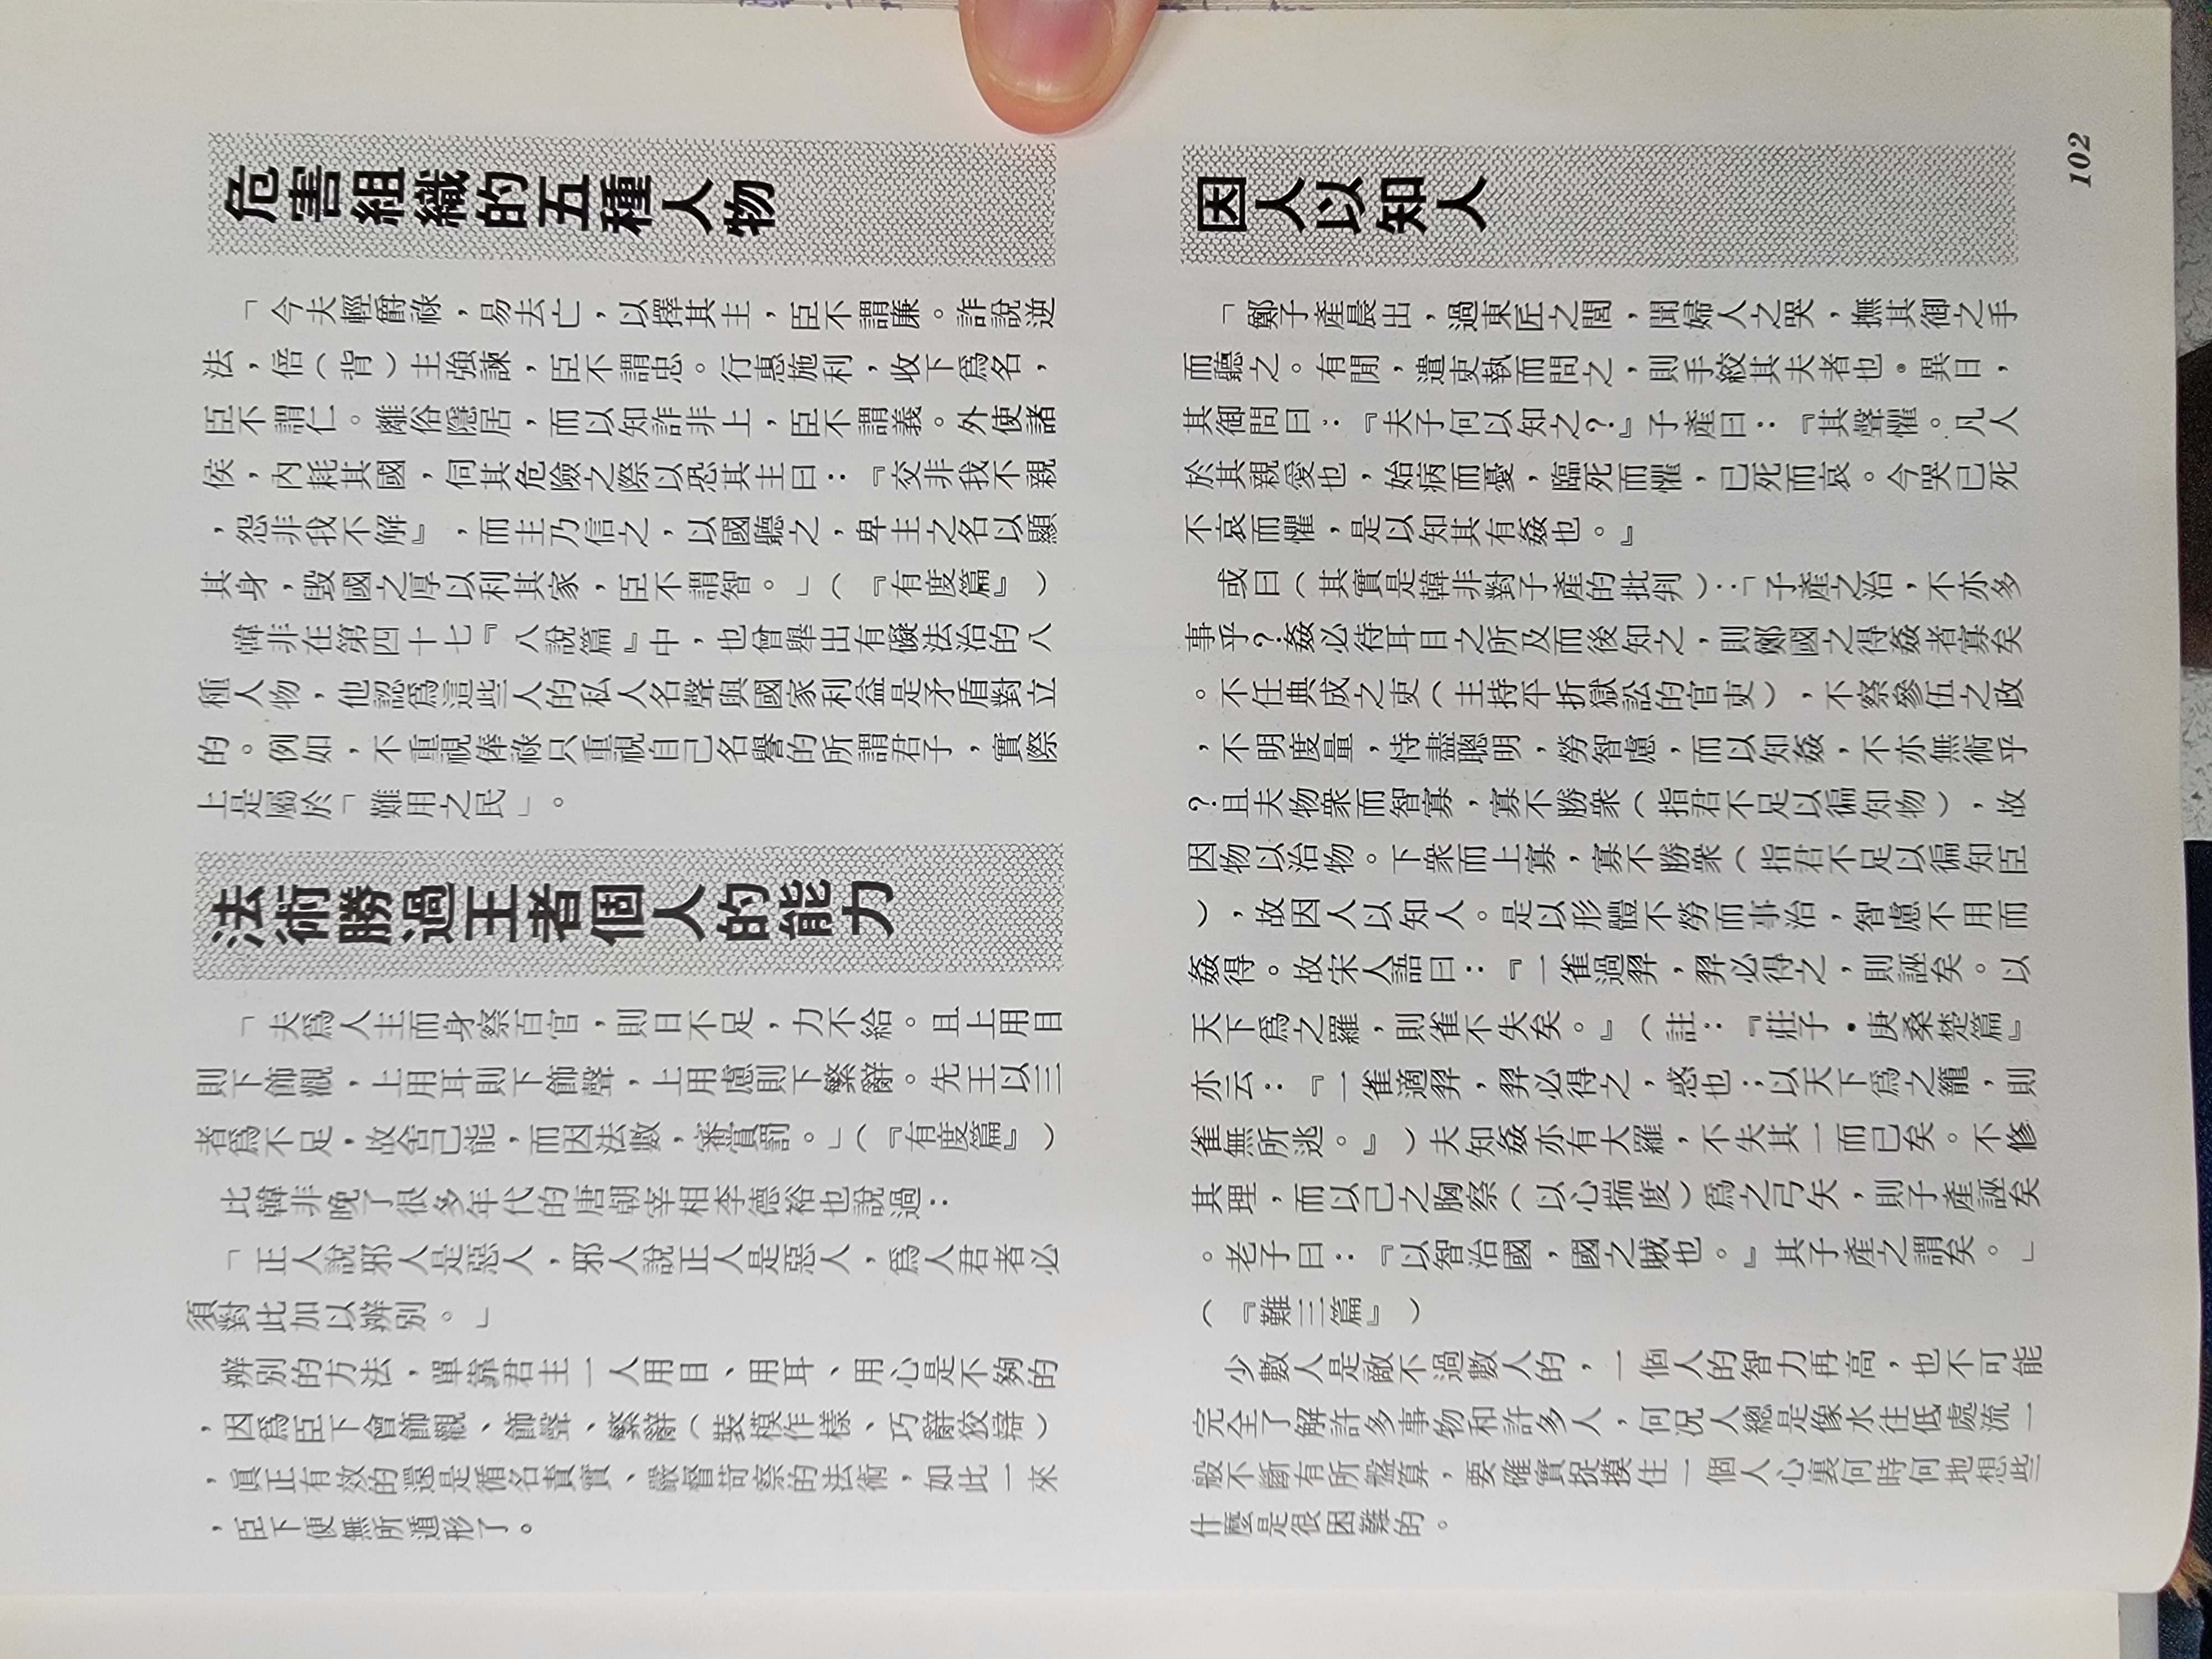 危害組織的五種人物
「今夫輕爵祿，易去亡，以擇其主，臣不謂廉。詐說逆
法，倍（背）主強諫，臣不謂忠。行惠施利，收下爲名，
臣不謂仁。離俗隱居，而以知詐非上，臣不謂義。外使諸
侯，內耗其國，伺其危險之際以恐其主曰：『交非我不親
，怨非我不解』，而主乃信之，以國聽之，卑主之名以顯
其身，毀國之厚以利其家，臣不謂智。」（『有度篇』）
韓非在第四十七『八說篇』中，也曾舉出有礙法治的八
種人物，他認爲這些人的私人名聲與國家利益是矛盾對立
的。例如，不重視俸祿只重視自己名譽的所謂君子，實際
上是屬於「難用之民」。
法術勝過王者個人的能力
「夫爲人主而身察百官，則日不足，力不給。且上用目
則下飾觀，上用耳則下飾聲，上用慮則下繁辭。先王以三
者爲不足，故舍己能，而因法數，審賞罰。」（『有度篇』）
比韓非晚了很多年代的唐朝宰相李德裕也說過：
「正人說邪人是惡人，邪人說正人是惡人，爲人君者必
須對此加以辨別。」
辨別的方法，單靠君主一人用目、用耳、用心是不夠的
，因爲臣下會飾觀、飾聲、繁辭（裝模作樣、巧辭狡辯）
，眞正有效的還是循名責實、嚴督苛察的法術，如此一來
，臣下便無所遁形了。
因人以知人
「鄭子產晨出，過東匠之閭，聞婦人之哭，撫其御之手
而聽之。有閒，遣吏執而問之，則手絞其夫者也。異日，
其御問曰：『夫子何以知之？』子產曰：『其聲懼。凡人
於其親愛也，始病而憂，臨死而懼，已死而哀。今哭已死
不哀而懼，是以知其有姦也。』
或曰（其實是韓非對子產的批判）：「子產之治，不亦多
事乎？姦必待耳目之所及而後知之，則鄭國之得姦者寡矣
。不任典成之吏（主持平折獄訟的官吏），不察參伍之政
，不明度量，恃盡聰明，勞智慮，而以知姦，不亦無術乎
？且夫物衆而智寡，寡不勝衆（指君不足以徧知物），故
因物以治物。下衆而上寡，寡不勝衆（指君不足以徧知臣
），故因人以知人。是以形體不勞而事治，智慮不用而
姦得。故宋人語曰：『一雀過羿，羿必得之，則誣矣。以
天下爲之羅，則雀不失矣。』（註：『莊子・庚桑楚篇』
亦云：『一雀適羿，羿必得之，惑也；以天下爲之籠，則
雀無所逃。』）夫知姦亦有大羅，不失其一而已矣。不修
其理，而以己之胸察（以心揣度）爲之弓矢，則子產誣矣
。老子曰：『以智治國，國之賊也。』其子產之謂矣。」
（『難三篇』）
少數人是敵不過數人的，一個人的智力再高，也不可能
完全了解許多事物和許多人，何況人總是像水往低處流一
般不斷有所盤算，要確實捉摸住一個人心裏何時何地想些
什麼是很困難的。
102